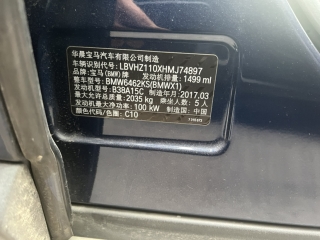 华晨宝马汽车有限公司制造
车辆识别代号: LBVHZ110XHMJ74897
品牌: 宝马(BMW)牌 发动机排量: 1499 ml
整车型号: BMW6462KS(BMWX1)
发动机型号: B38A15C 制造年月: 2017.03
最大允许总质量: 2035 kg 乘坐人数: 5 人
发动机最大净功率: 100 kW 制造国: 中国
颜色代号/色圈: C10